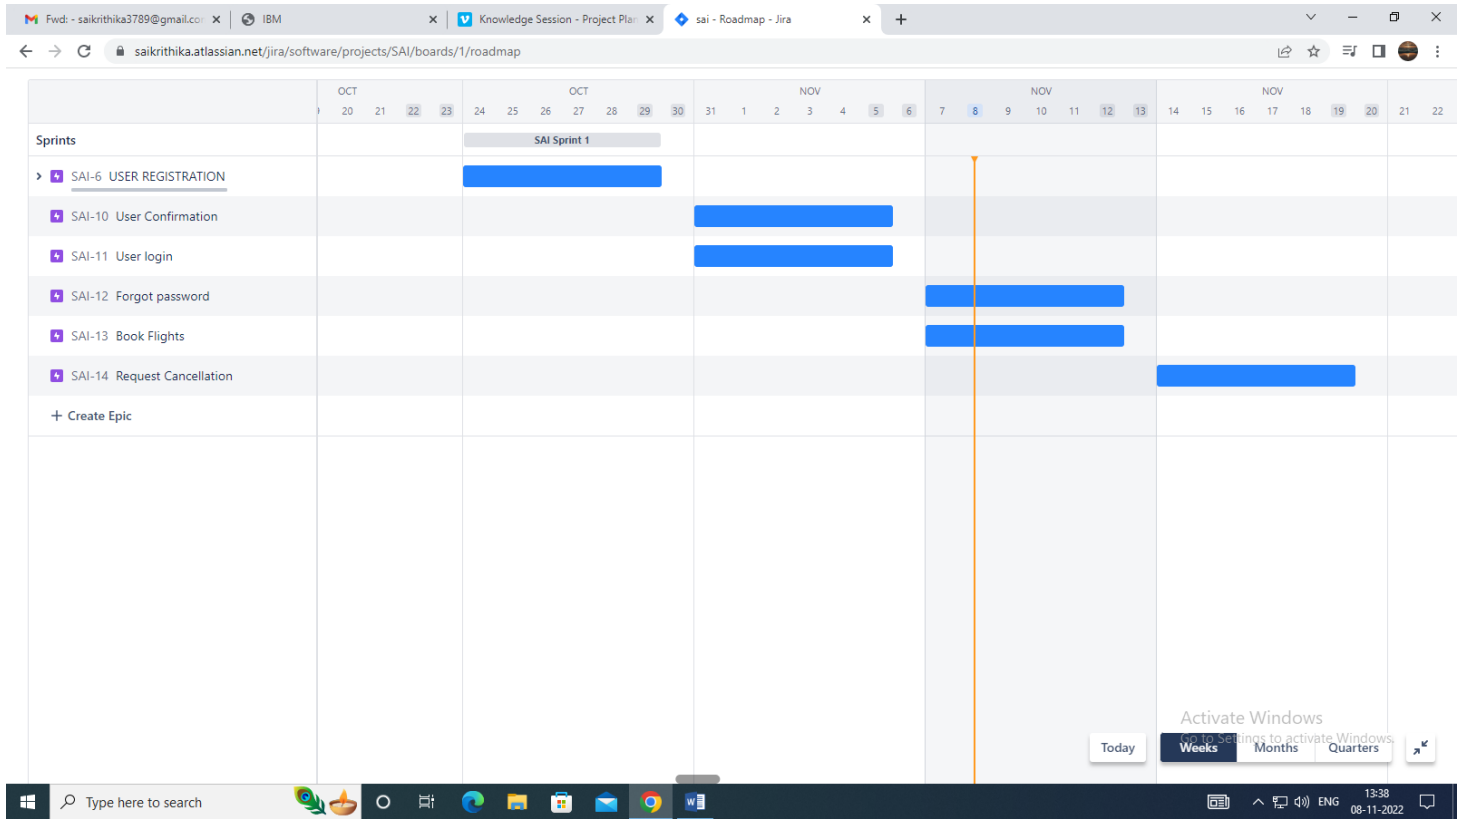 Fwd: - saikrithika3789@gmail.cor
IBM
Knowledge Session - Project Plan
sai - Roadmap - Jira
saikrithika.atlassian.net/jira/software/projects/SAI/boards/1/roadmap
OCT OCT NOV NOV NOV
20 21 22 23 24 25 26 27 28 29 30 31 1 2 3 4 5 6 7 8 9 10 11 12 13 14 15 16 17 18 19 20 21 22
Sprints
SAI Sprint 1
SAI-6 USER REGISTRATION
SAI-10 User Confirmation
SAI-11 User login
SAI-12 Forgot password
SAI-13 Book Flights
SAI-14 Request Cancellation
+ Create Epic
Activate Windows
Go to Settings to activate Windows.
Today
Weeks
Months
Quarters
Type here to search
ENG
13:38
08-11-2022